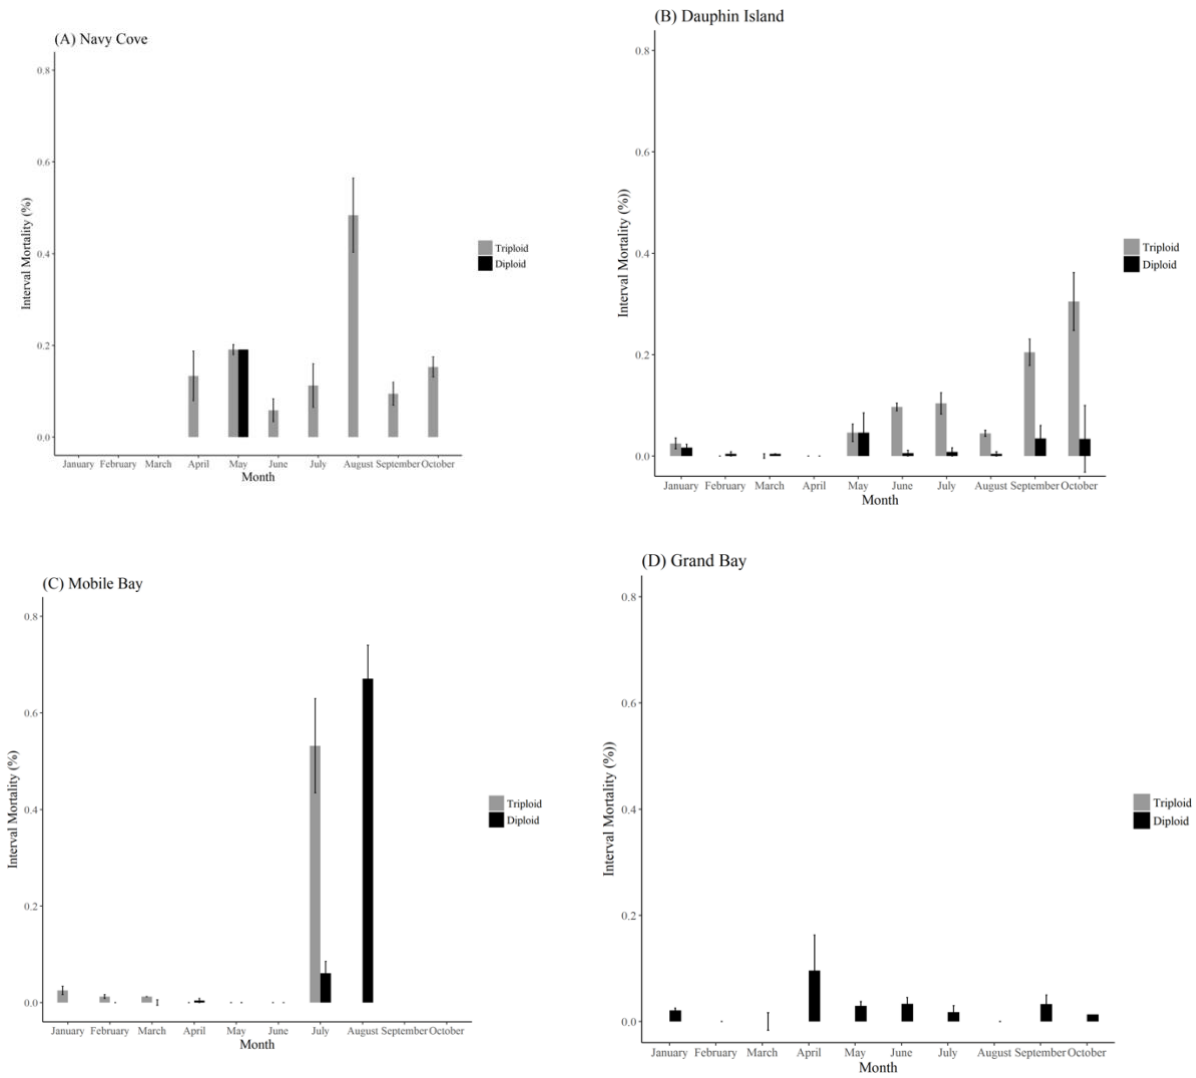 (A) Navy Cove
0.8
0.6
0.4
0.2
0.0
Interval Mortality (%)
January February March April May June July August September October
Month
Triploid
Diploid
(B) Dauphin Island
0.8
0.6
0.4
0.2
0.0
Interval Mortality (%))
January February March April May June July August September October
Month
Triploid
Diploid
(C) Mobile Bay
0.8
0.6
0.4
0.2
0.0
Interval Mortality (%)
January February March April May June July August September October
Month
Triploid
Diploid
(D) Grand Bay
0.8
0.6
0.4
0.2
0.0
Interval Mortality (%))
January February March April May June July August September October
Month
Triploid
Diploid